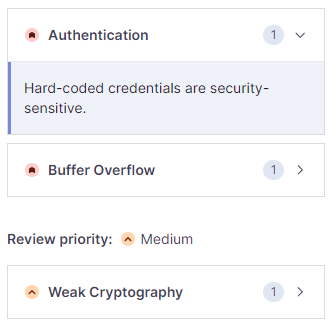 Authentication 1
Hard-coded credentials are security-
sensitive.
Buffer Overflow 1
Review priority: Medium
Weak Cryptography 1